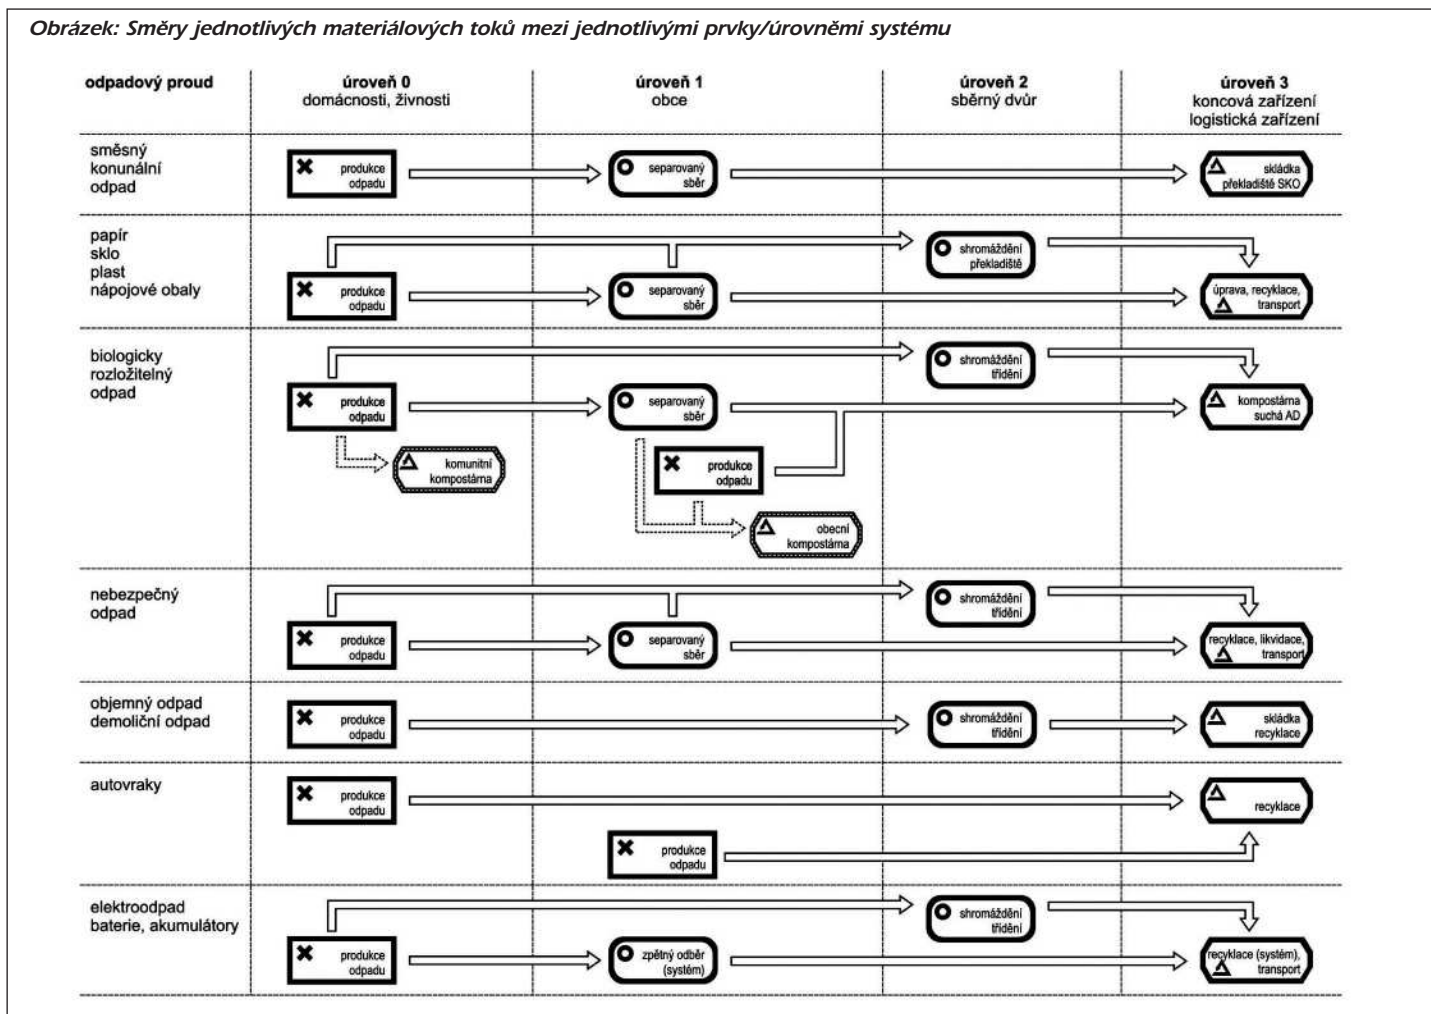 Obrázek: Směry jednotlivých materiálových toků mezi jednotlivými prvky/úrovněmi systému
odpadový proud
úroveň 0
domácnosti, živnosti
úroveň 1
obce
úroveň 2
sběrný dvůr
úroveň 3
koncová zařízení
logistická zařízení
směsný
konunální
odpad
produkce
odpadu
separovaný
sběr
skládka
překladiště SKO
papír
sklo
plast
nápojové obaly
produkce
odpadu
separovaný
sběr
shromáždění
překladiště
úprava, recyklace,
transport
biologicky
rozložitelný
odpad
produkce
odpadu
komunitní
kompostárna
separovaný
sběr
produkce
odpadu
obecní
kompostárna
shromáždění
třídění
kompostárna
suchá AD
nebezpečný
odpad
produkce
odpadu
separovaný
sběr
shromáždění
třídění
recyklace, likvidace,
transport
objemný odpad
demoliční odpad
produkce
odpadu
shromáždění
třídění
skládka
recyklace
autovraky
produkce
odpadu
produkce
odpadu
recyklace
elektroodpad
baterie, akumulátory
produkce
odpadu
zpětný odběr
(systém)
shromáždění
třídění
recyklace (systém),
transport